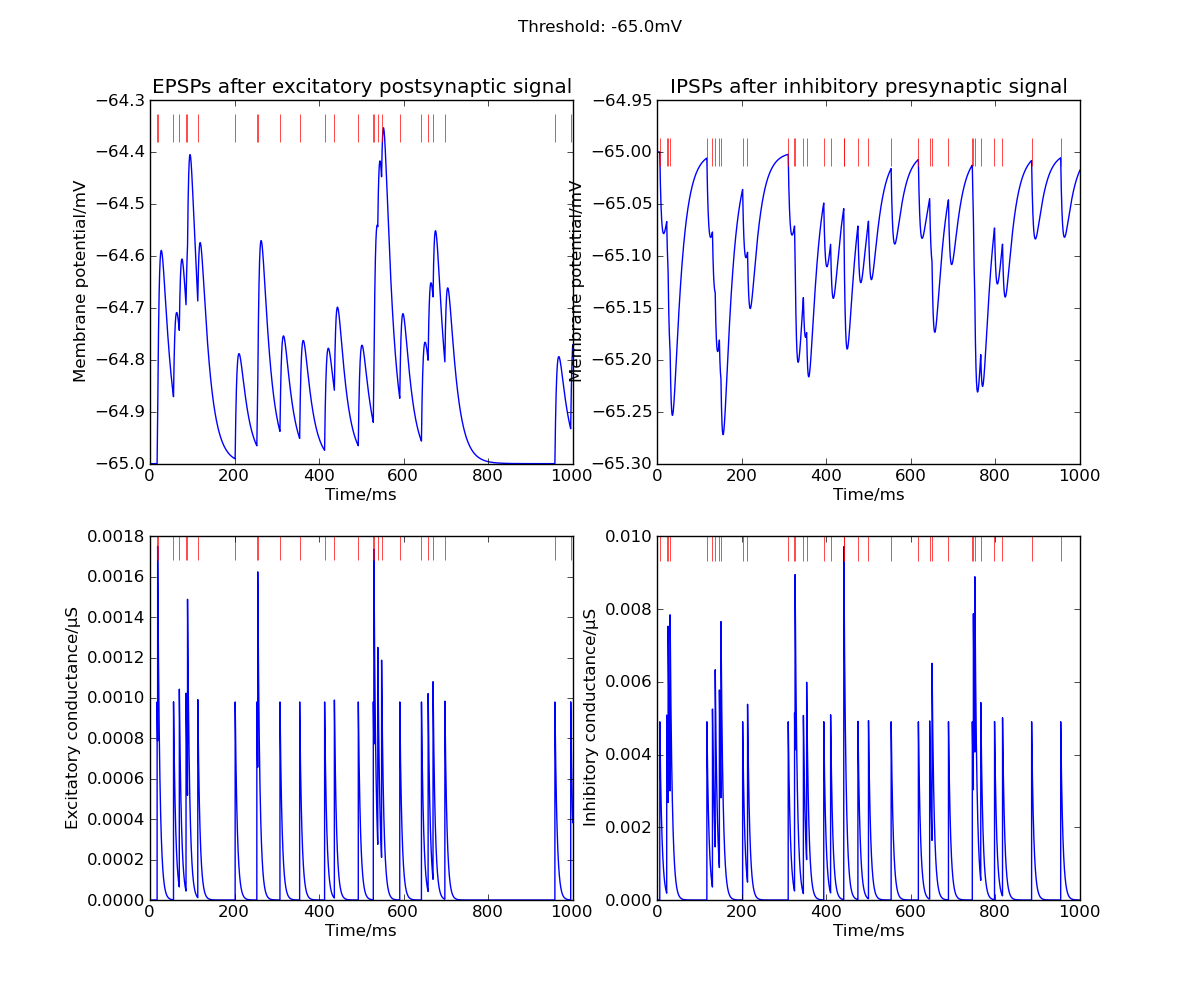 Threshold: -65.0mV
EPSPs after excitatory postsynaptic signal
−64.3
−64.4
−64.5
−64.6
−64.7
−64.8
−64.9
−65.0
Membrane potential/mV
0 200 400 600 800 1000
Time/ms
IPSPs after inhibitory presynaptic signal
−64.95
−65.00
−65.05
−65.10
−65.15
−65.20
−65.25
−65.30
Membrane potential/mV
0 200 400 600 800 1000
Time/ms
0.0018
0.0016
0.0014
0.0012
0.0010
0.0008
0.0006
0.0004
0.0002
0.0000
Excitatory conductance/µS
0 200 400 600 800 1000
Time/ms
0.010
0.008
0.006
0.004
0.002
0.000
Inhibitory conductance/µS
0 200 400 600 800 1000
Time/ms